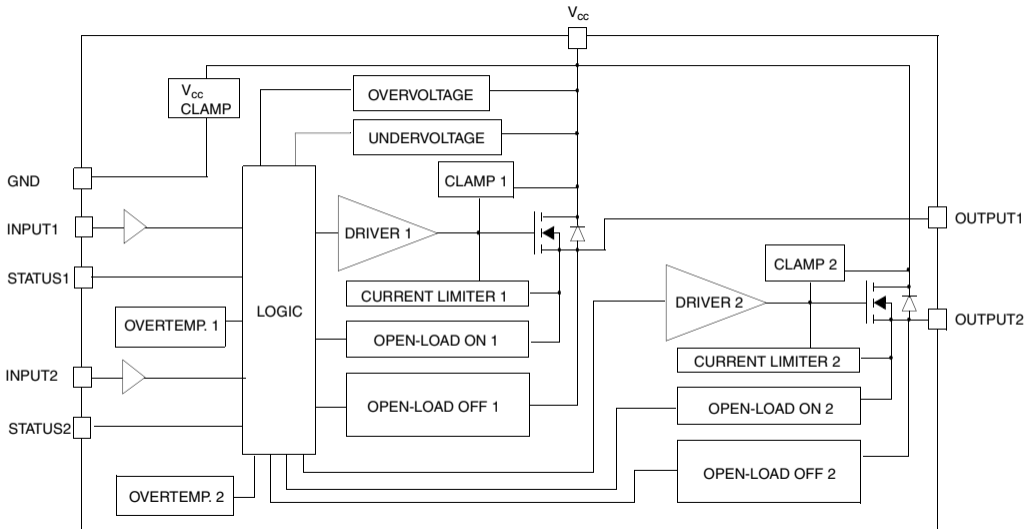 Vcc
Vcc
CLAMP
OVERVOLTAGE
UNDERVOLTAGE
GND
CLAMP 1
INPUT1
DRIVER 1
OUTPUT1
STATUS1
CLAMP 2
CURRENT LIMITER 1
DRIVER 2
LOGIC
OVERTEMP. 1
OUTPUT2
OPEN-LOAD ON 1
CURRENT LIMITER 2
INPUT2
OPEN-LOAD OFF 1
OPEN-LOAD ON 2
STATUS2
OPEN-LOAD OFF 2
OVERTEMP. 2